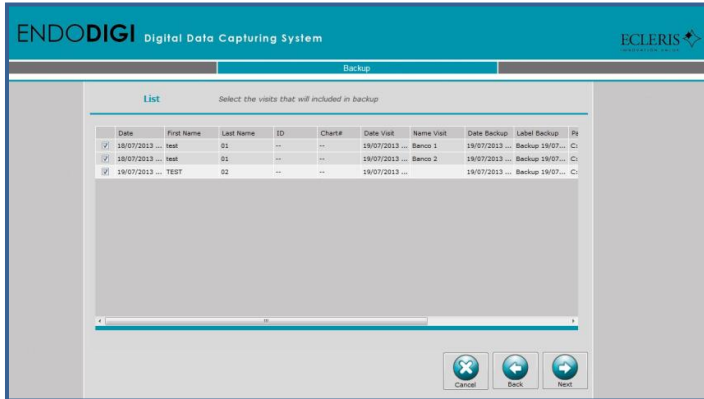 ENDODIGI Digital Data Capturing System
ECLERIS
Backup
List Select the visits that will included in backup
Date First Name Last Name ID Chart# Date Visit Name Visit Date Backup Label Backup Pa
18/07/2013 ... test 01 -- -- 19/07/2013 ... Banco 1 19/07/2013 ... Backup 19/07... C:
18/07/2013 ... test 01 -- -- 19/07/2013 ... Banco 2 19/07/2013 ... Backup 19/07... C:
19/07/2013 ... TEST 02 -- -- 19/07/2013 ... 19/07/2013 ... Backup 19/07... C:
Cancel Back Next